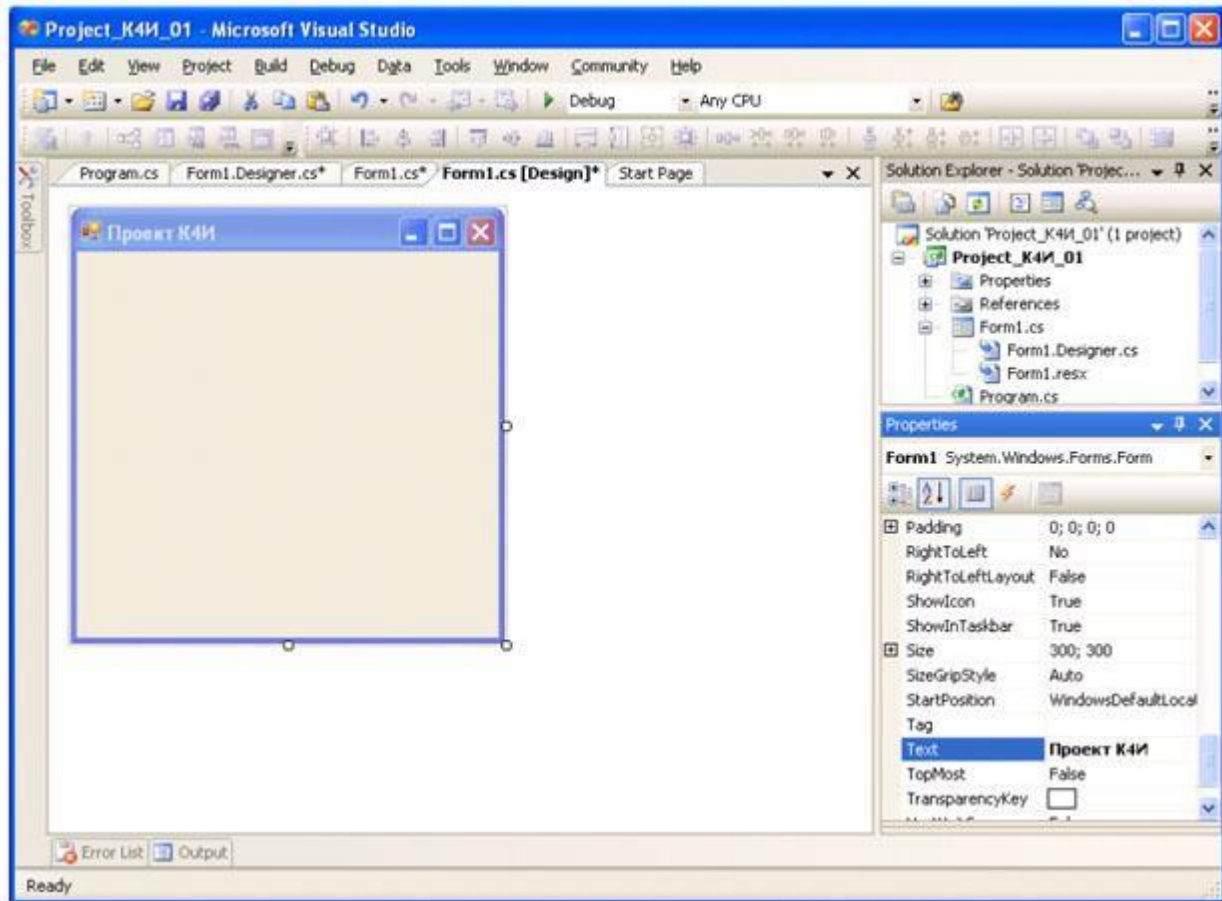 Project_К4И_01 - Microsoft Visual Studio
File Edit View Project Build Debug Data Tools Window Community Help
Debug Any CPU
Toolbox
Program.cs Form1.Designer.cs* Form1.cs* Form1.cs [Design]* Start Page
Проект К4И
Solution Explorer - Solution 'Projec...
Solution 'Project_К4И_01' (1 project)
Project_К4И_01
Properties
References
Form1.cs
Form1.Designer.cs
Form1.resx
Program.cs
Properties
Form1 System.Windows.Forms.Form
Padding 0; 0; 0; 0
RightToLeft No
RightToLeftLayout False
ShowIcon True
ShowInTaskbar True
Size 300; 300
SizeGripStyle Auto
StartPosition WindowsDefaultLocal
Tag
Text Проект К4И
TopMost False
TransparencyKey
Error List Output
Ready